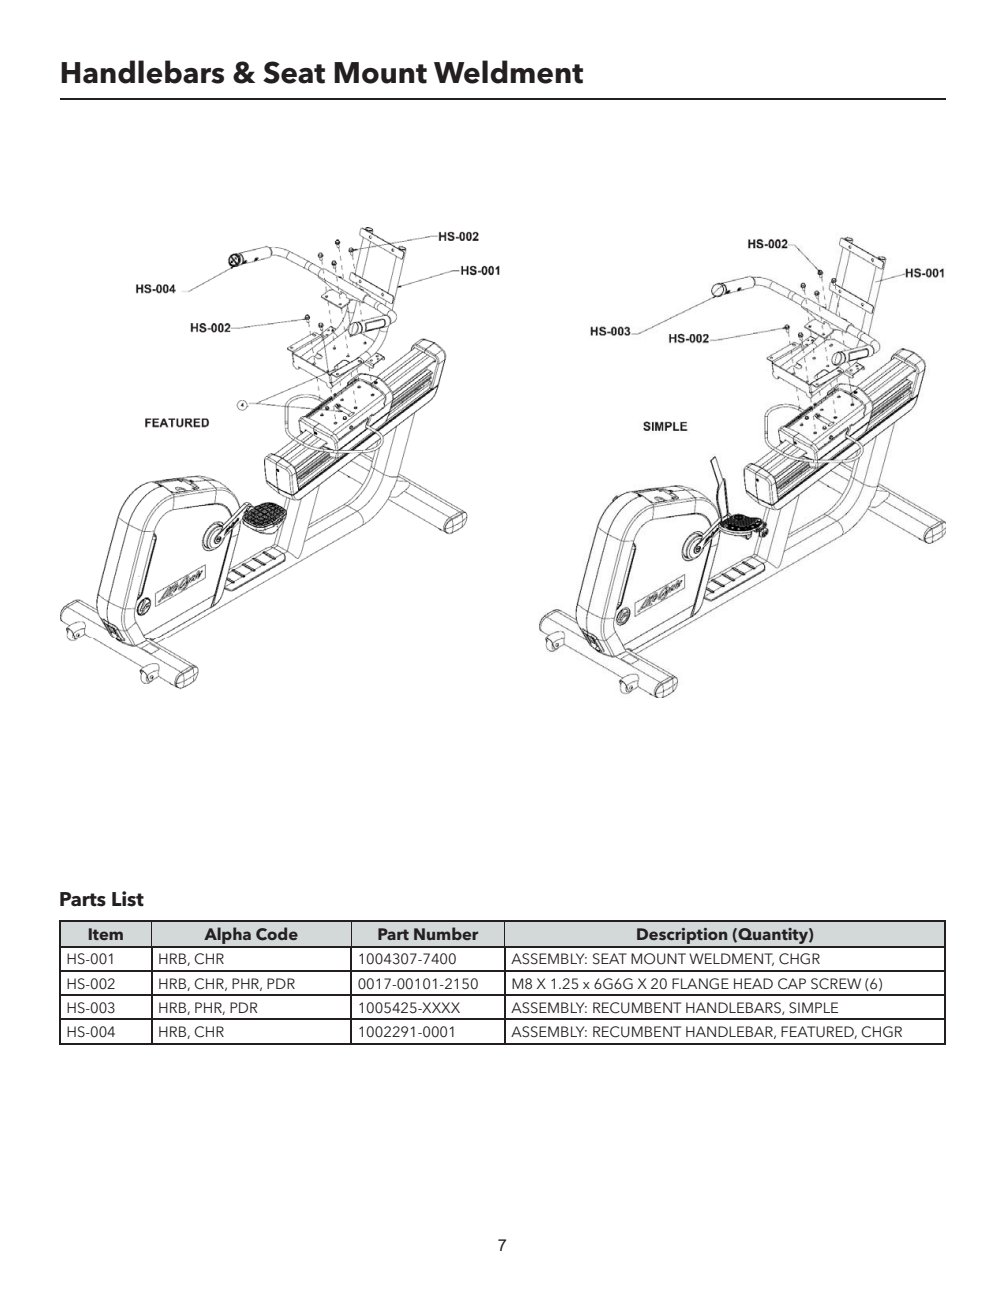 Handlebars & Seat Mount Weldment
HS-002
HS-001
HS-004
HS-002
4
FEATURED
HS-002
HS-001
HS-003
HS-002
SIMPLE
Parts List
Item Alpha Code Part Number Description (Quantity)
HS-001 HRB, CHR 1004307-7400 ASSEMBLY: SEAT MOUNT WELDMENT, CHGR
HS-002 HRB, CHR, PHR, PDR 0017-00101-2150 M8 X 1.25 x 6G6G X 20 FLANGE HEAD CAP SCREW (6)
HS-003 HRB, PHR, PDR 1005425-XXXX ASSEMBLY: RECUMBENT HANDLEBARS, SIMPLE
HS-004 HRB, CHR 1002291-0001 ASSEMBLY: RECUMBENT HANDLEBAR, FEATURED, CHGR
7